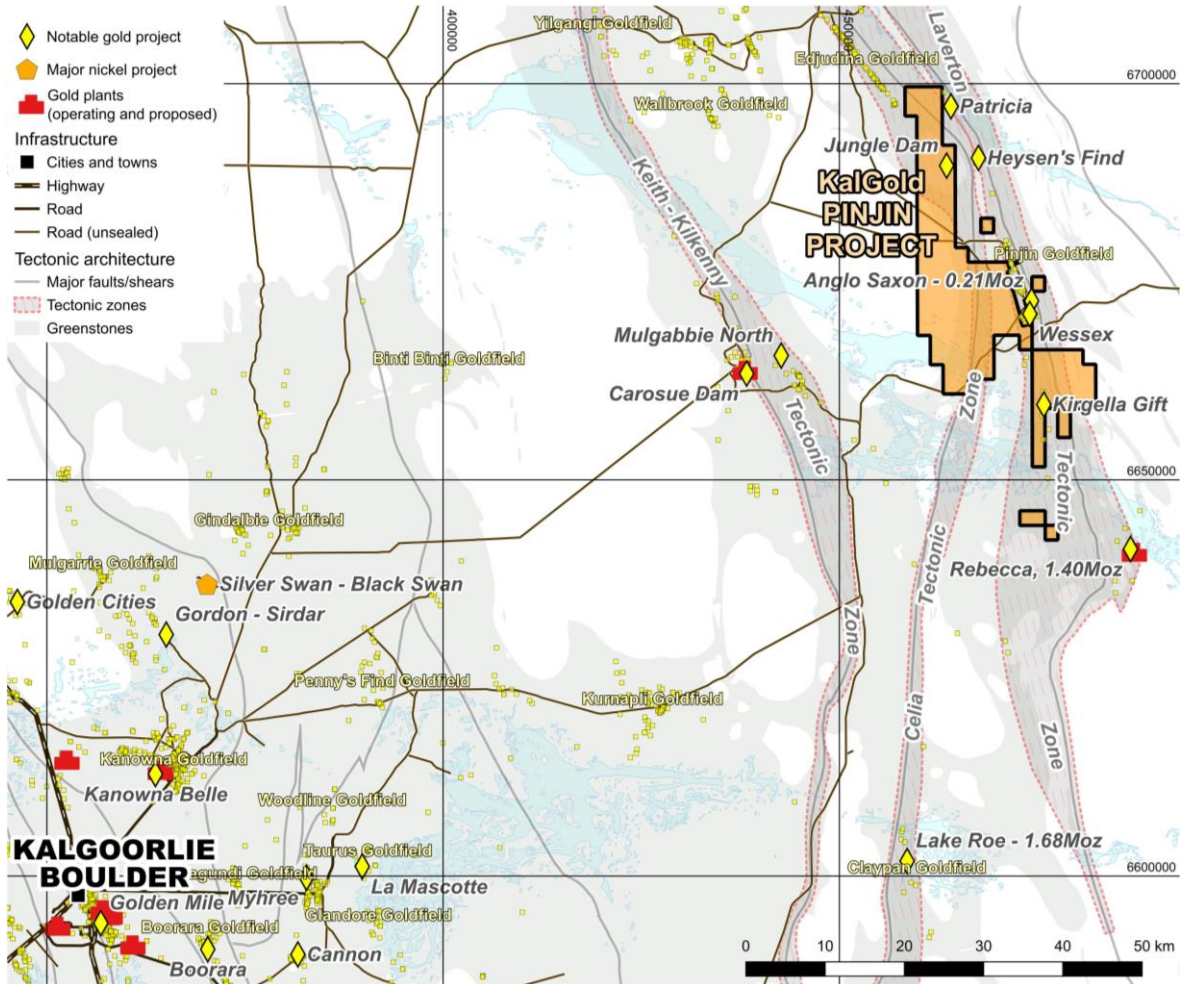 Notable gold project
Major nickel project
Gold plants
(operating and proposed)
Infrastructure
Cities and towns
Highway
Road
Road (unsealed)
Tectonic architecture
Major faults/shears
Tectonic zones
Greenstones
400000
450000
6700000
6650000
6600000
Yilgangi Goldfield
Edjudina Goldfield
Laverton
Wallbrook Goldfield
Patricia
Jungle Dam
Heysen's Find
KalGold
PINJIN
PROJECT
Keith - Kilkenny
Pinjin Goldfield
Anglo Saxon - 0.21Moz
Wessex
Mulgabbie North
Binti Binti Goldfield
Carosue Dam
Tectonic
Zone
Kirgella Gift
Tectonic
Gindalbie Goldfield
Mulgarrie Goldfield
Silver Swan - Black Swan
Rebecca, 1.40Moz
Golden Cities
Gordon - Sirdar
Tectonic
Zone
Penny's Find Goldfield
Kurnapli Goldfield
Celia
Zone
Kanowna Goldfield
Kanowna Belle
Woodline Goldfield
KALGOORLIE
BOULDER
Taurus Goldfield
Lake Roe - 1.68Moz
Claypan Goldfield
agundi Goldfield
La Mascotte
Myhree
Golden Mile
Glandore Goldfield
Boorara Goldfield
Boorara
Cannon
0 10 20 30 40 50 km